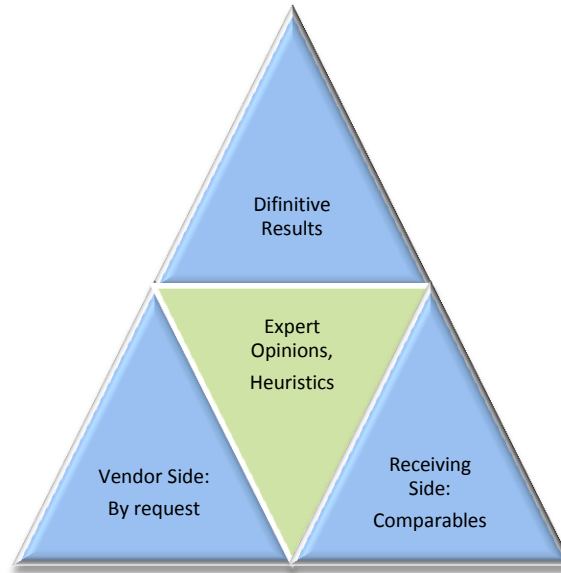 Difinitive
Results
Expert
Opinions,
Heuristics
Vendor Side:
By request
Receiving
Side:
Comparables